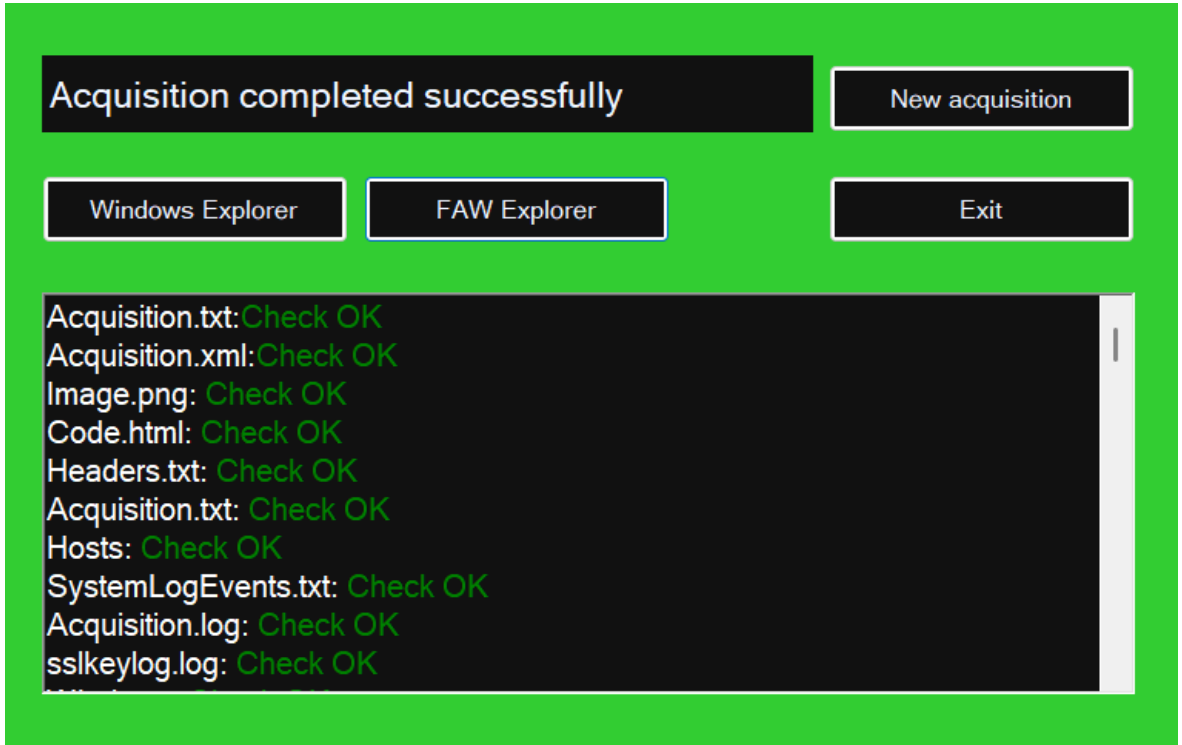 Acquisition completed successfully
New acquisition
Windows Explorer
FAW Explorer
Exit
Acquisition.txt:Check OK
Acquisition.xml:Check OK
Image.png: Check OK
Code.html: Check OK
Headers.txt: Check OK
Acquisition.txt: Check OK
Hosts: Check OK
SystemLogEvents.txt: Check OK
Acquisition.log: Check OK
sslkeylog.log: Check OK